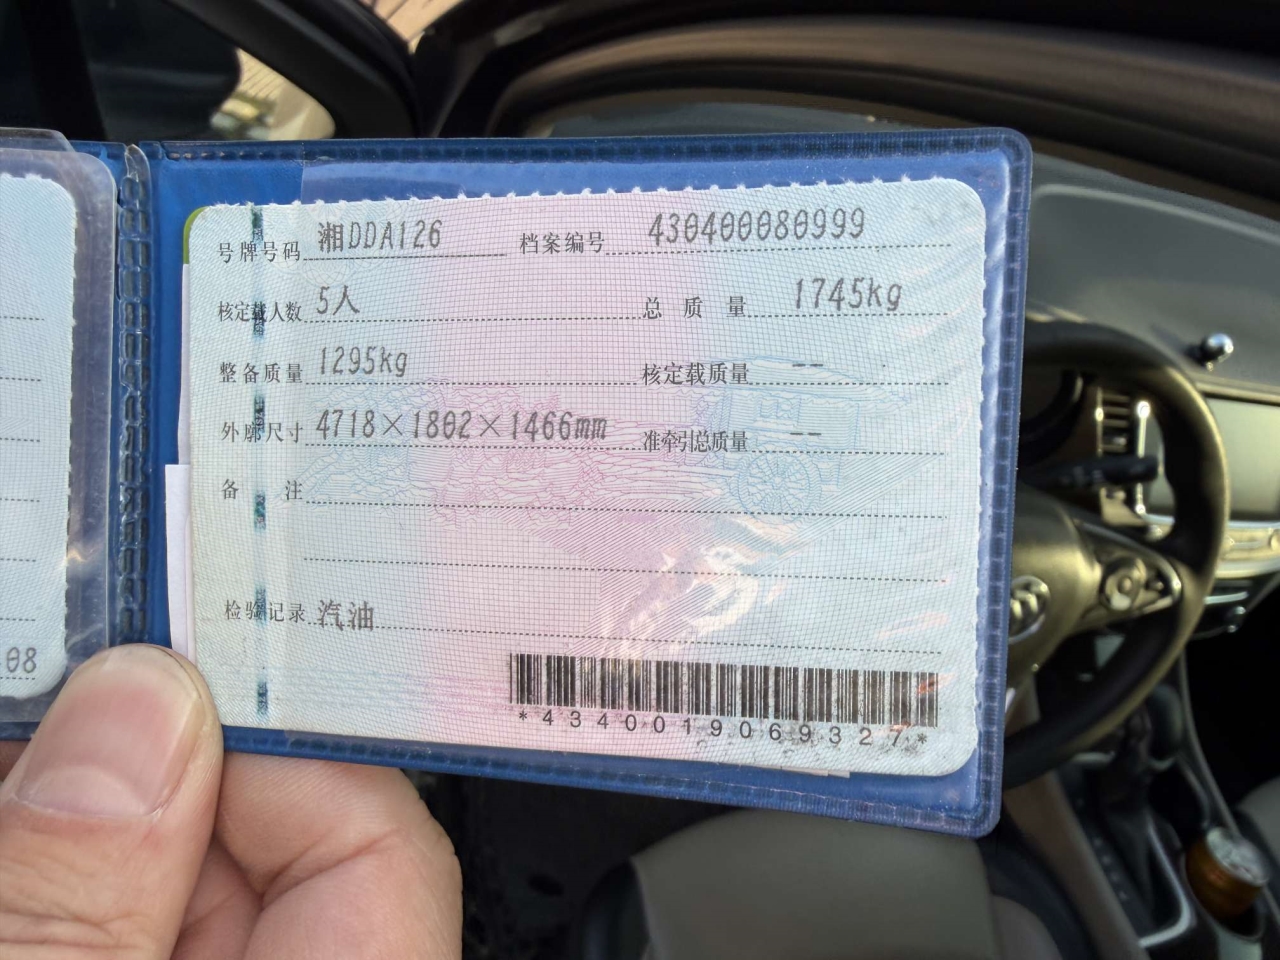 号牌号码 湘DDA126 档案编号 430400080999
核定载人数 5人 总质量 1745kg
整备质量 1295kg 核定载质量 --
外廓尺寸 4718×1802×1466mm 准牵引总质量 --
备注
检验记录 汽油
*4340019069327*
08